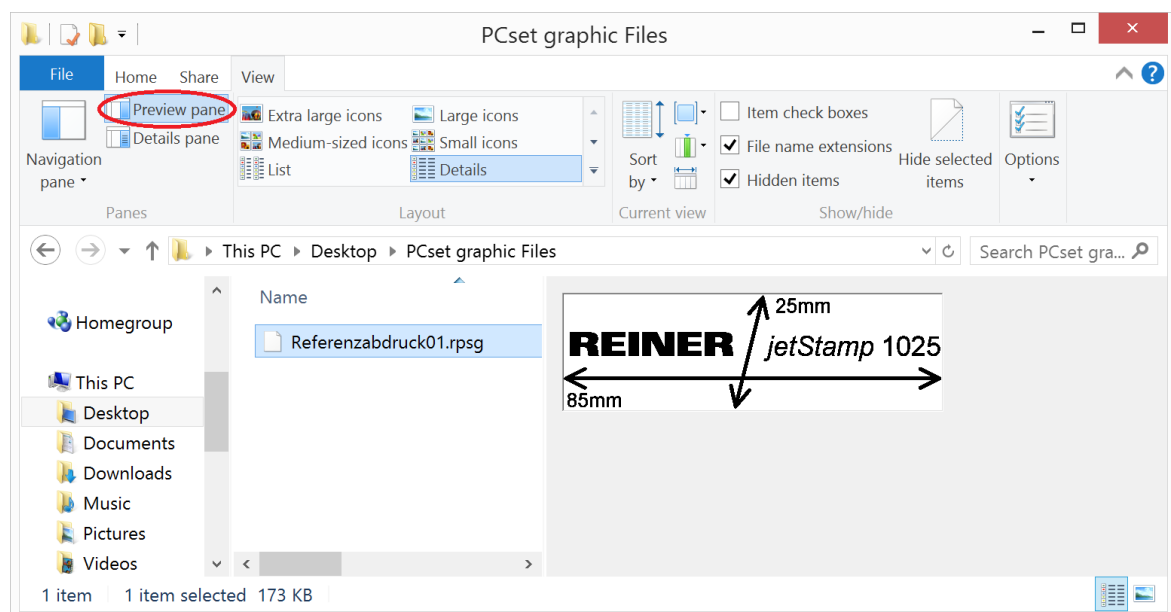 PCset graphic Files
File Home Share View
Preview pane
Details pane
Navigation pane
Extra large icons Large icons
Medium-sized icons Small icons
List Details
Sort by
Item check boxes
File name extensions
Hidden items
Hide selected items
Options
Panes Layout Current view Show/hide
This PC Desktop PCset graphic Files Search PCset gra...
Homegroup
This PC
Desktop
Documents
Downloads
Music
Pictures
Videos
Name
Referenzabdruck01.rpsg
25mm
REINER jetStamp 1025
85mm
1 item 1 item selected 173 KB